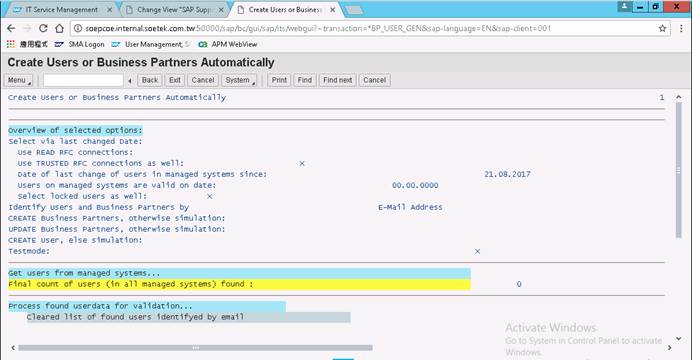 IT Service Management
Change View "SAP Supp
Create Users or Busines
soepcoe.internal.soetek.com.tw:50000/sap/bc/gui/sap/its/webgui?~transaction=*BP_USER_GEN&sap-language=EN&sap-client=001
應用程式 SMA Logon User Management, S APM WebView
Create Users or Business Partners Automatically
Menu Back Exit Cancel System Print Find Find next Cancel
Create Users or Business Partners Automatically 1
Overview of selected options:
Select via last changed Date:
Use READ RFC connections:
Use TRUSTED RFC connections as well: X
Date of last change of users in managed systems since: 21.08.2017
Users on managed systems are valid on date: 00.00.0000
Select locked users as well: X
Identify Users and Business Partners by E-Mail Address
CREATE Business Partners, otherwise simulation:
UPDATE Business Partners, otherwise simulation:
CREATE User, else simulation:
Testmode: X
Get users from managed systems...
Final count of users (in all managed systems) found : 0
Process found userdata for validation...
Cleared list of found users identifyed by email
Activate Windows
Go to System in Control Panel to activate
Windows.